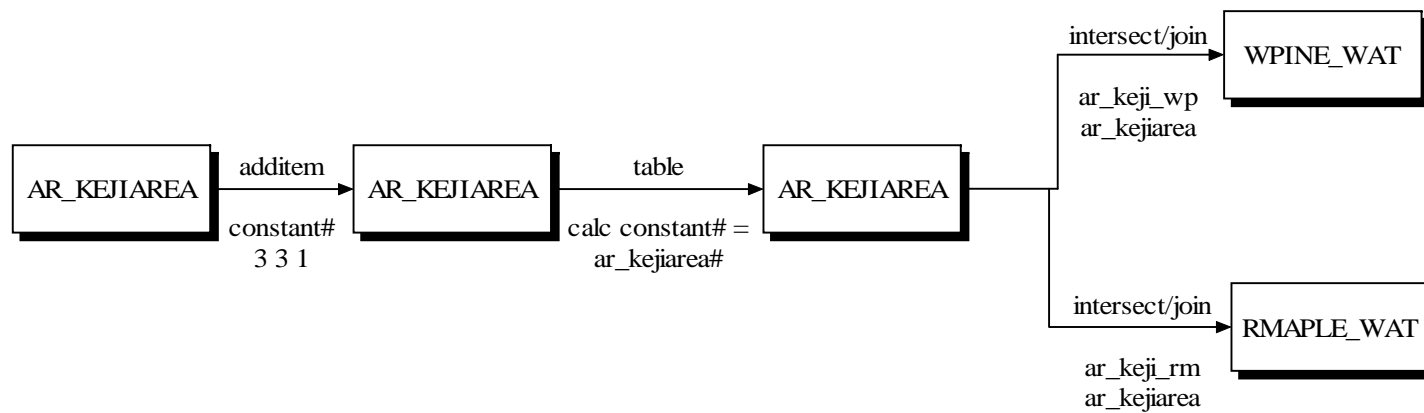 intersect/join
WPINE_WAT
ar_keji_wp
ar_kejiarea
AR_KEJIAREA
additem
AR_KEJIAREA
table
AR_KEJIAREA
constant#
3 3 1
calc constant# =
ar_kejiarea#
intersect/join
RMAPLE_WAT
ar_keji_rm
ar_kejiarea